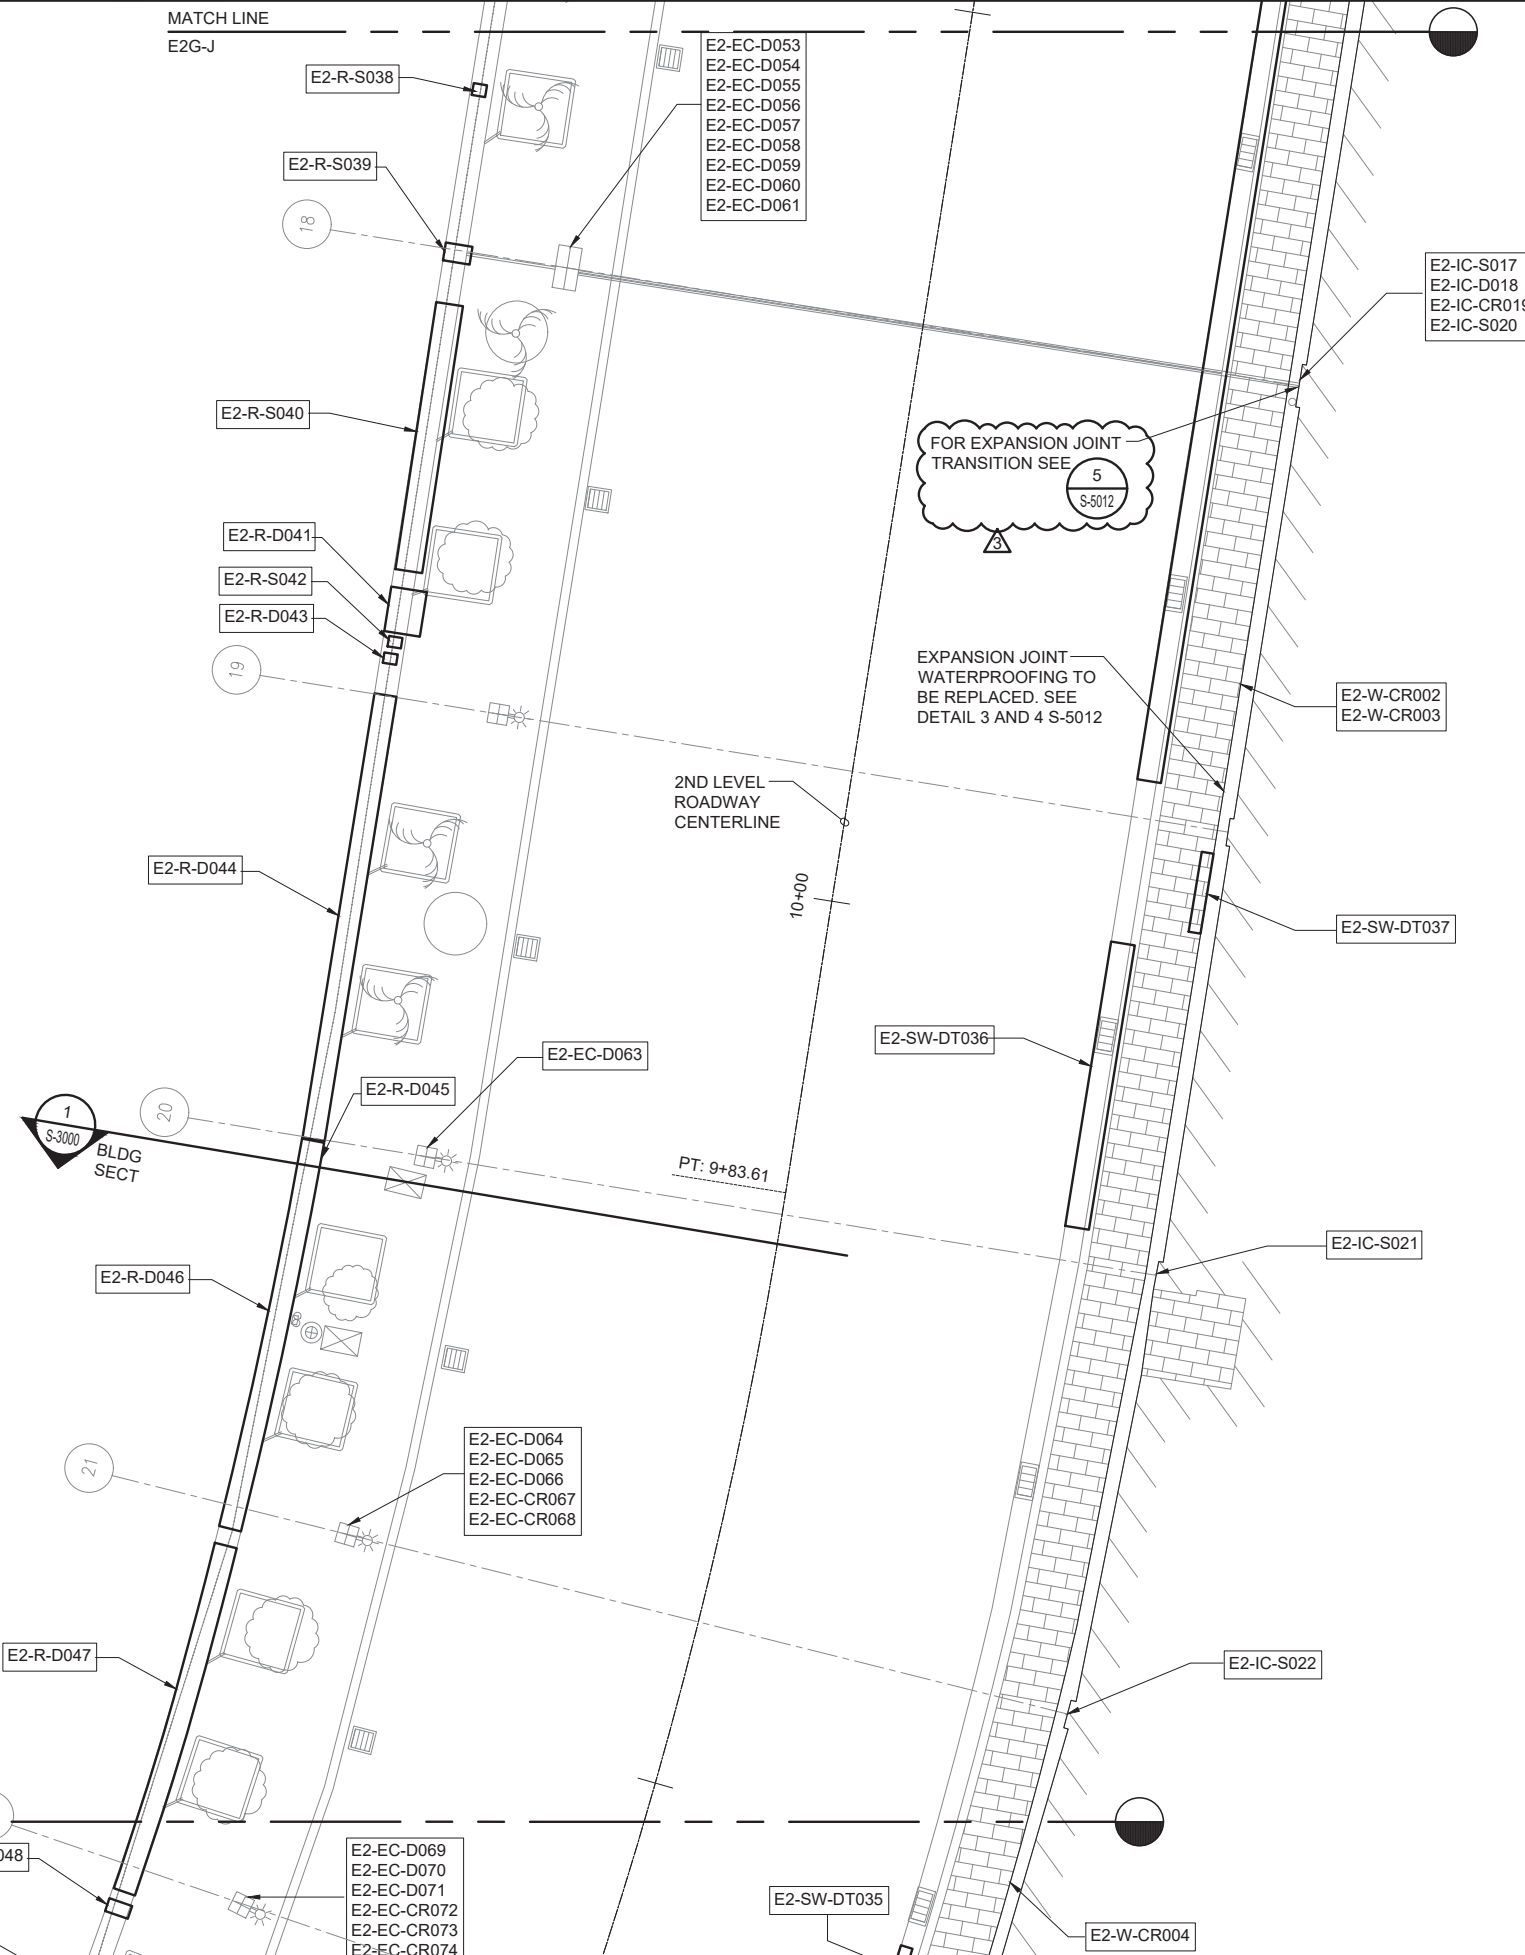 MATCH LINE
E2G-J
E2-R-S038
E2-EC-D053
E2-EC-D054
E2-EC-D055
E2-EC-D056
E2-EC-D057
E2-EC-D058
E2-EC-D059
E2-EC-D060
E2-EC-D061
E2-R-S039
18
E2-IC-S017
E2-IC-D018
E2-IC-CR019
E2-IC-S020
E2-R-S040
FOR EXPANSION JOINT
TRANSITION SEE
5
S-5012
3
E2-R-D041
E2-R-S042
E2-R-D043
19
EXPANSION JOINT
WATERPROOFING TO
BE REPLACED. SEE
DETAIL 3 AND 4 S-5012
E2-W-CR002
E2-W-CR003
2ND LEVEL
ROADWAY
CENTERLINE
E2-R-D044
10+00
E2-SW-DT037
E2-SW-DT036
E2-EC-D063
E2-R-D045
20
1
S-3000
BLDG
SECT
PT: 9+83.61
E2-IC-S021
E2-R-D046
E2-EC-D064
E2-EC-D065
E2-EC-D066
E2-EC-CR067
E2-EC-CR068
21
E2-R-D047
E2-IC-S022
048
E2-EC-D069
E2-EC-D070
E2-EC-D071
E2-EC-CR072
E2-EC-CR073
E2-EC-CR074
E2-SW-DT035
E2-W-CR004